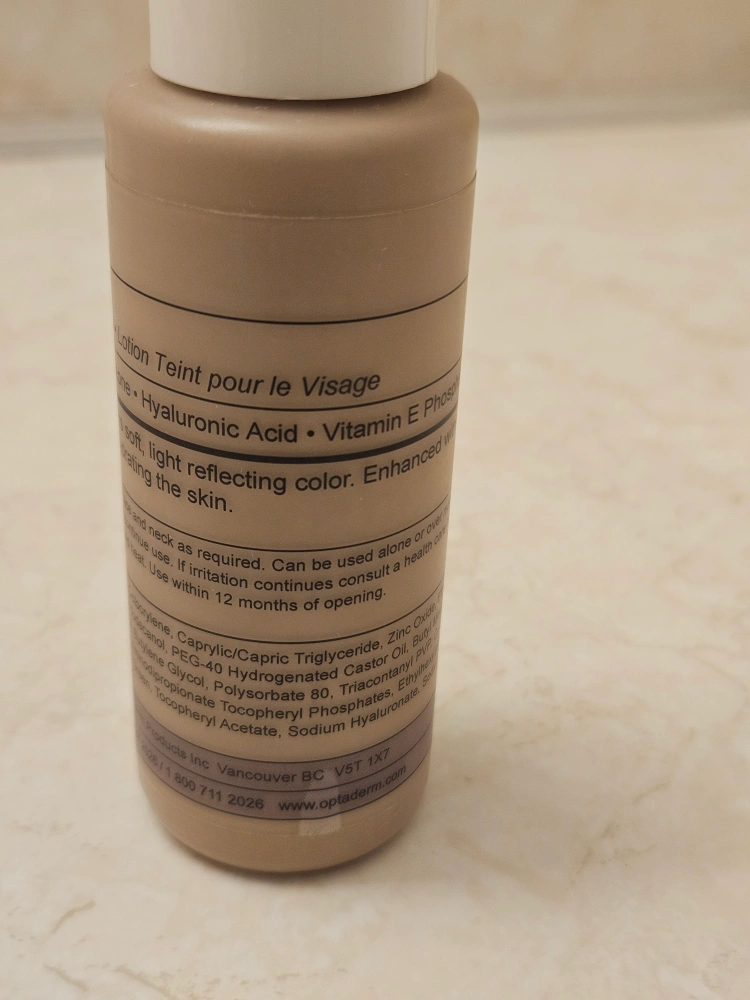 Lotion Teint pour le Visage
• Hyaluronic Acid • Vitamin E
soft, light reflecting color. Enhanced
the skin.
and neck as required. Can be used alone or over
use. If irritation continues consult a health
heat. Use within 12 months of opening.
Caprylic/Capric Triglyceride, Zinc Oxide,
PEG-40 Hydrogenated Castor Oil, Butyl
Glycol, Polysorbate 80, Triacontanyl PVP
Tocopheryl Phosphates,
Tocopheryl Acetate, Sodium Hyaluronate,
Products Inc Vancouver BC V5T 1X7
/ 1 800 711 2026 www.optaderm.com